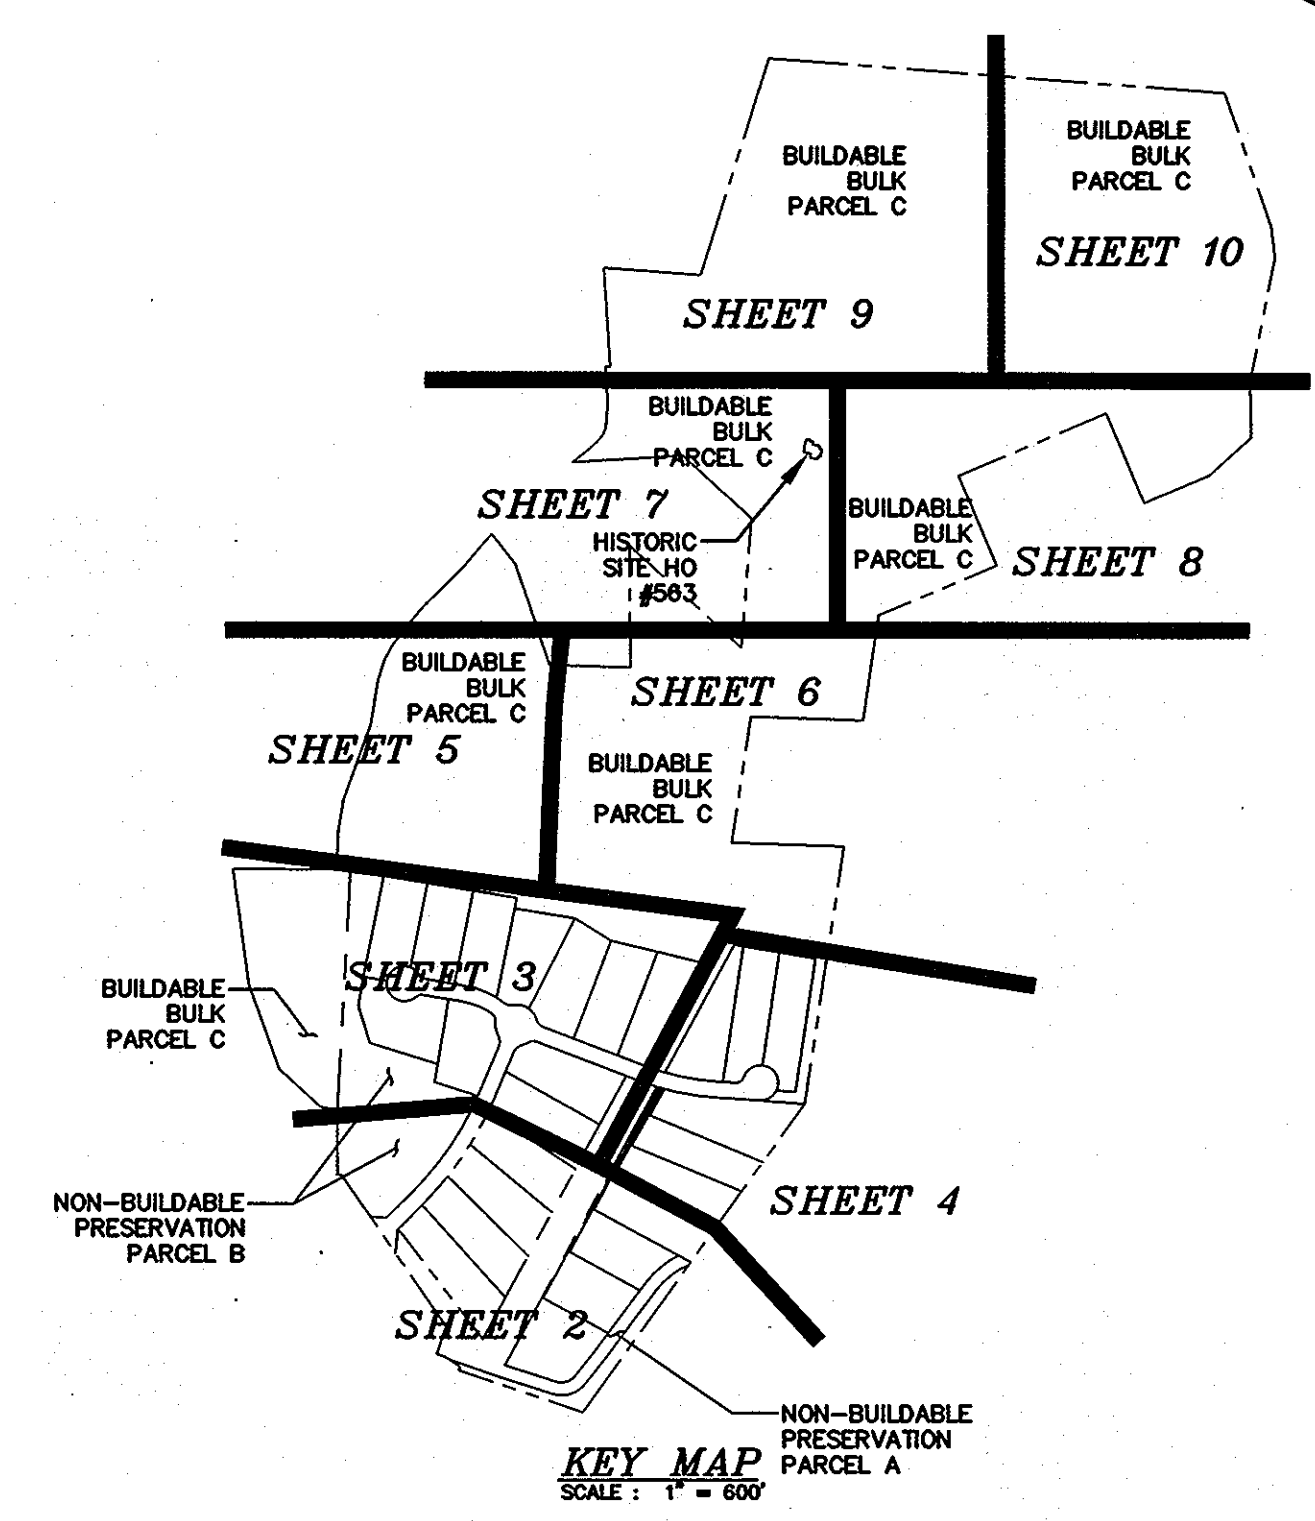 BUILDABLE
BULK
PARCEL C
BUILDABLE
BULK
PARCEL C
SHEET 10
SHEET 9
BUILDABLE
BULK
PARCEL C
SHEET 7
BUILDABLE
BULK
PARCEL C
HISTORIC
SITE HO
#563
SHEET 8
BUILDABLE
BULK
PARCEL C
SHEET 6
SHEET 5
BUILDABLE
BULK
PARCEL C
SHEET 3
BUILDABLE
BULK
PARCEL C
NON-BUILDABLE
PRESERVATION
PARCEL B
SHEET 4
SHEET 2
NON-BUILDABLE
PRESERVATION
PARCEL A
KEY MAP
SCALE : 1" = 600'